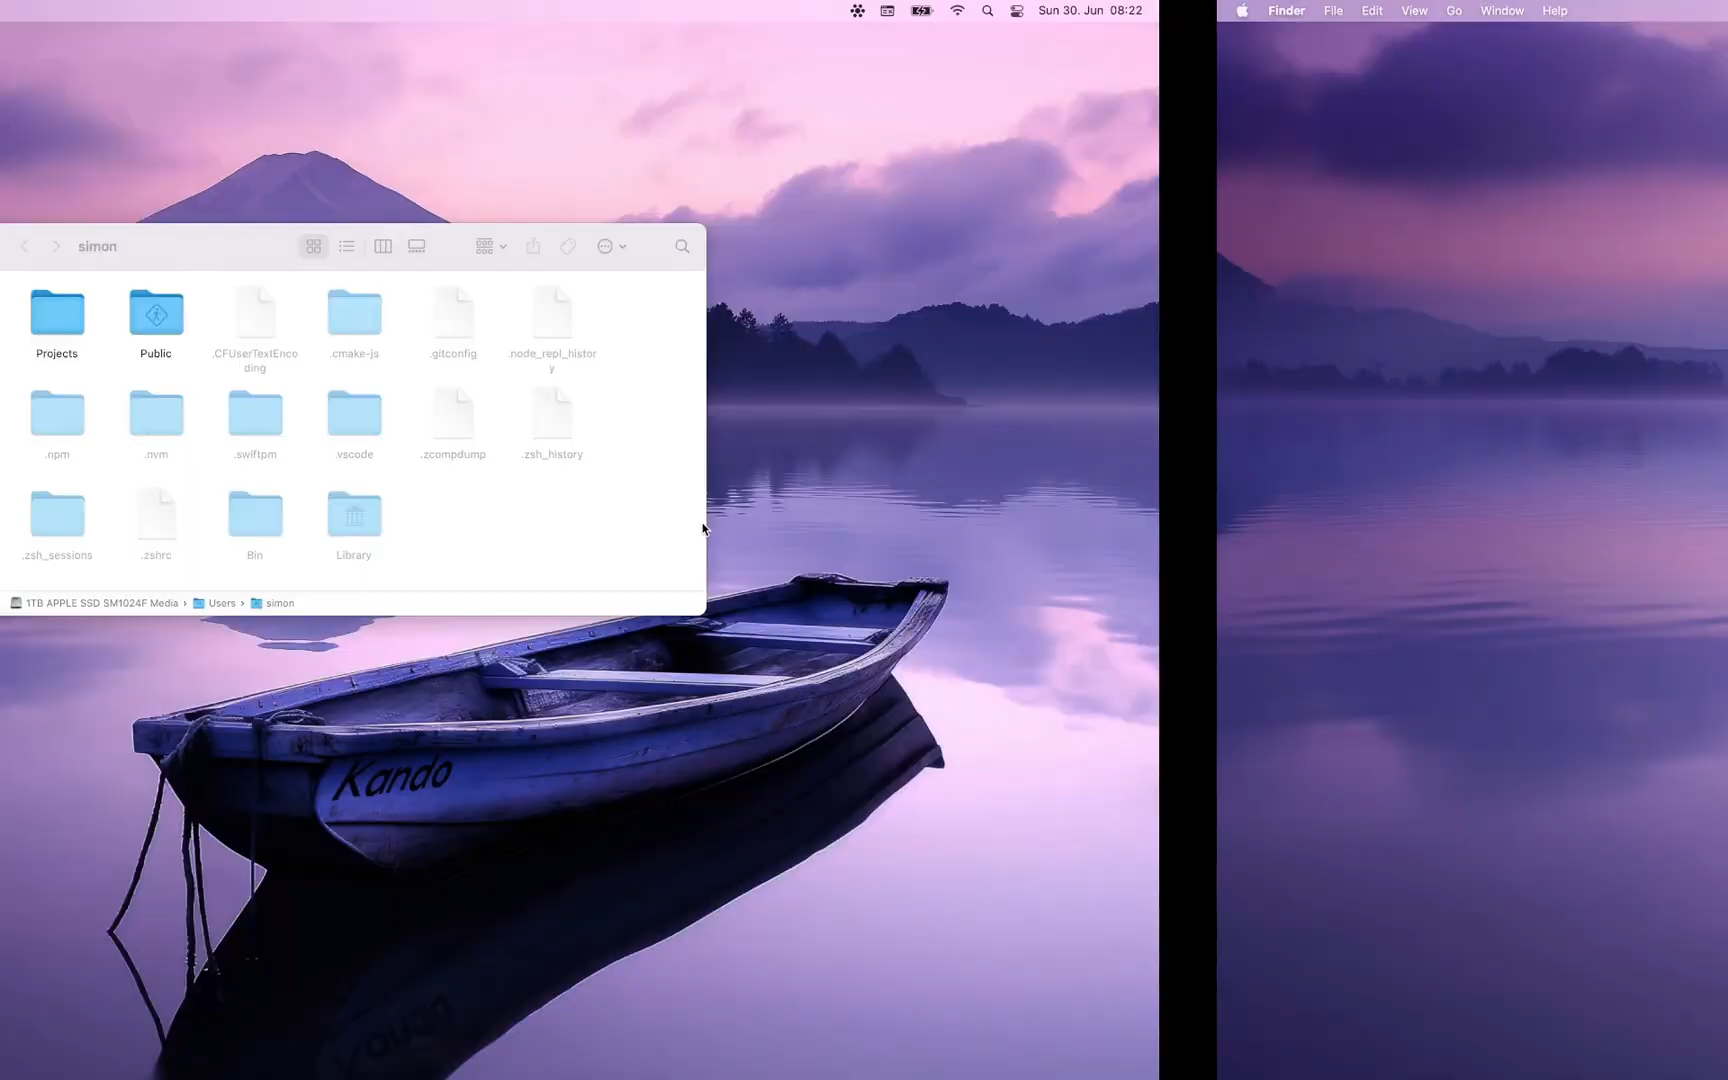 Sun 30. Jun 08:22
Finder File Edit View Go Window Help
simon
Projects
Public
.CFUserTextEnco
ding
.cmake-js
.gitconfig
.node_repl_histor
y
.npm
.nvm
.swiftpm
.vscode
.zcompdump
.zsh_history
.zsh_sessions
.zshrc
Bin
Library
1TB APPLE SSD SM1024F Media › Users › simon
Kando